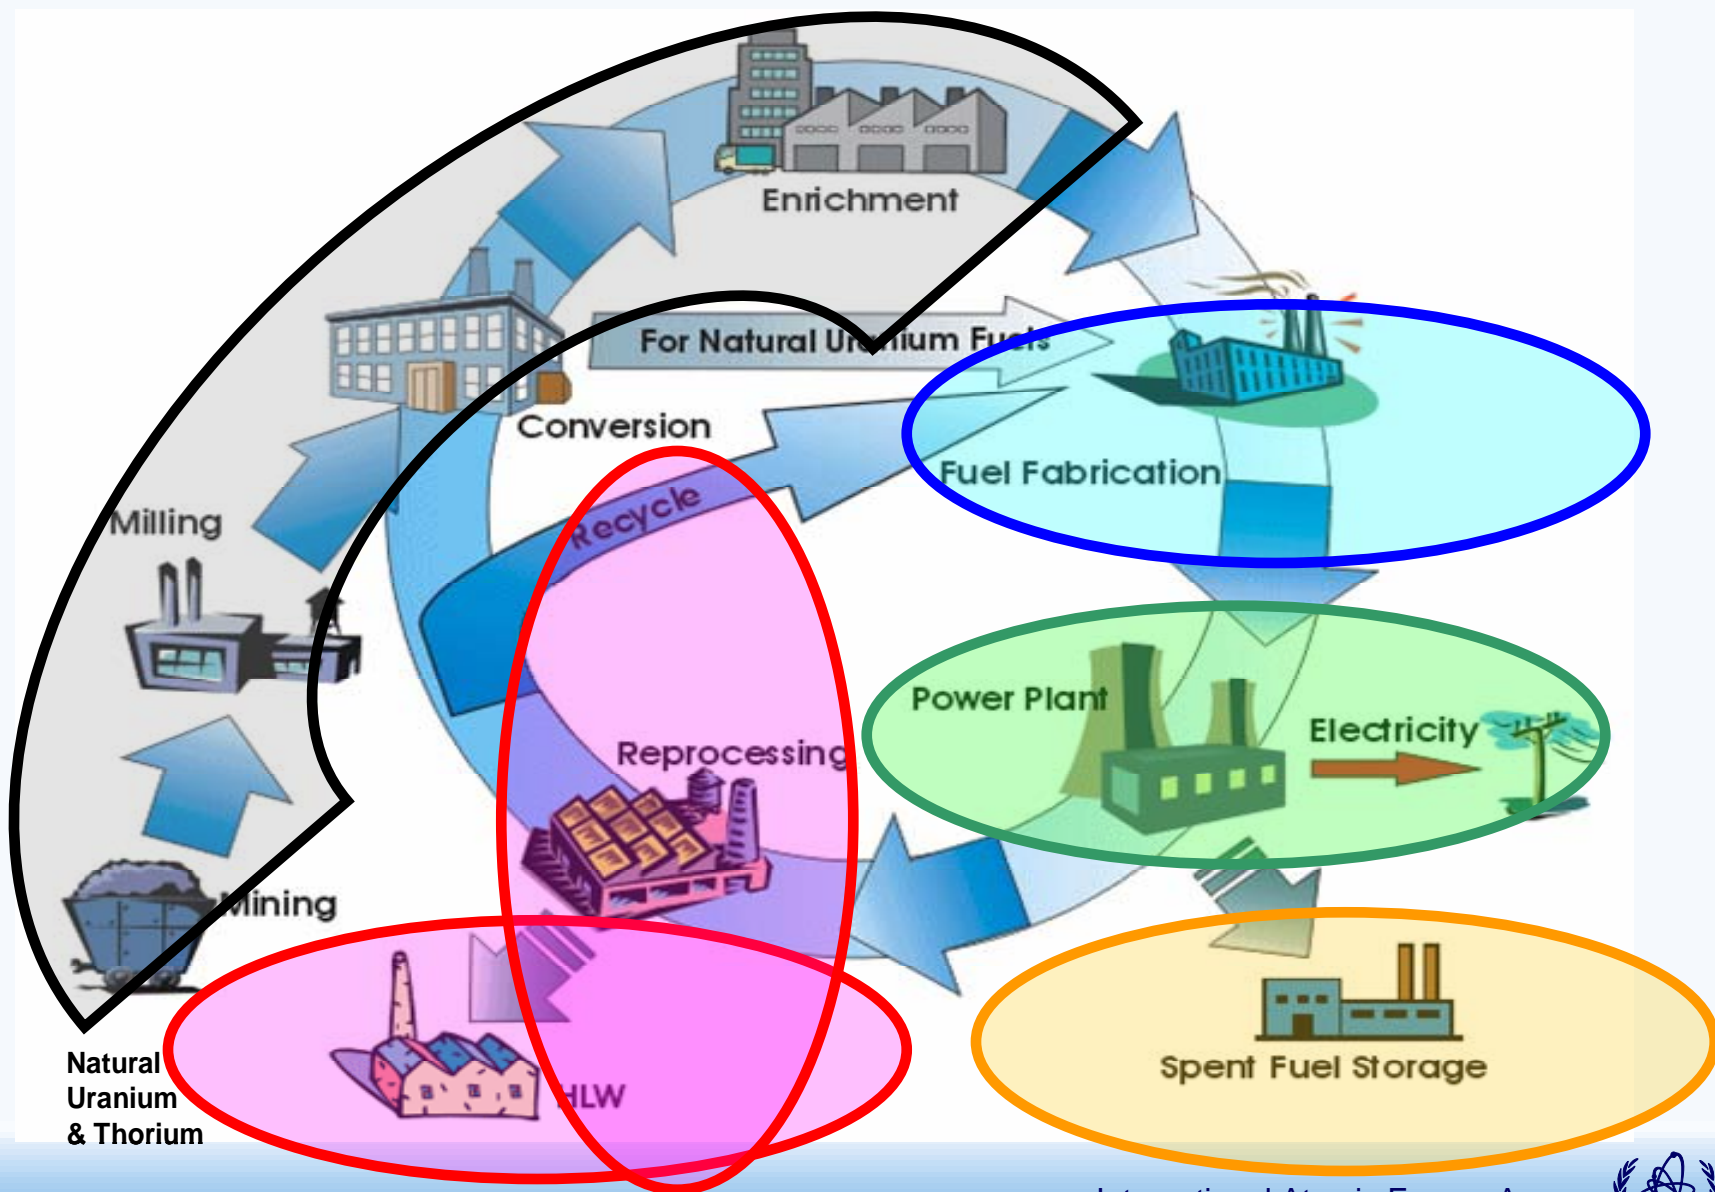 Enrichment
For Natural Uranium Fuels
Conversion
Fuel Fabrication
Recycle
Milling
Power Plant
Electricity
Reprocessing
Mining
Spent Fuel Storage
HLW
Natural
Uranium
& Thorium